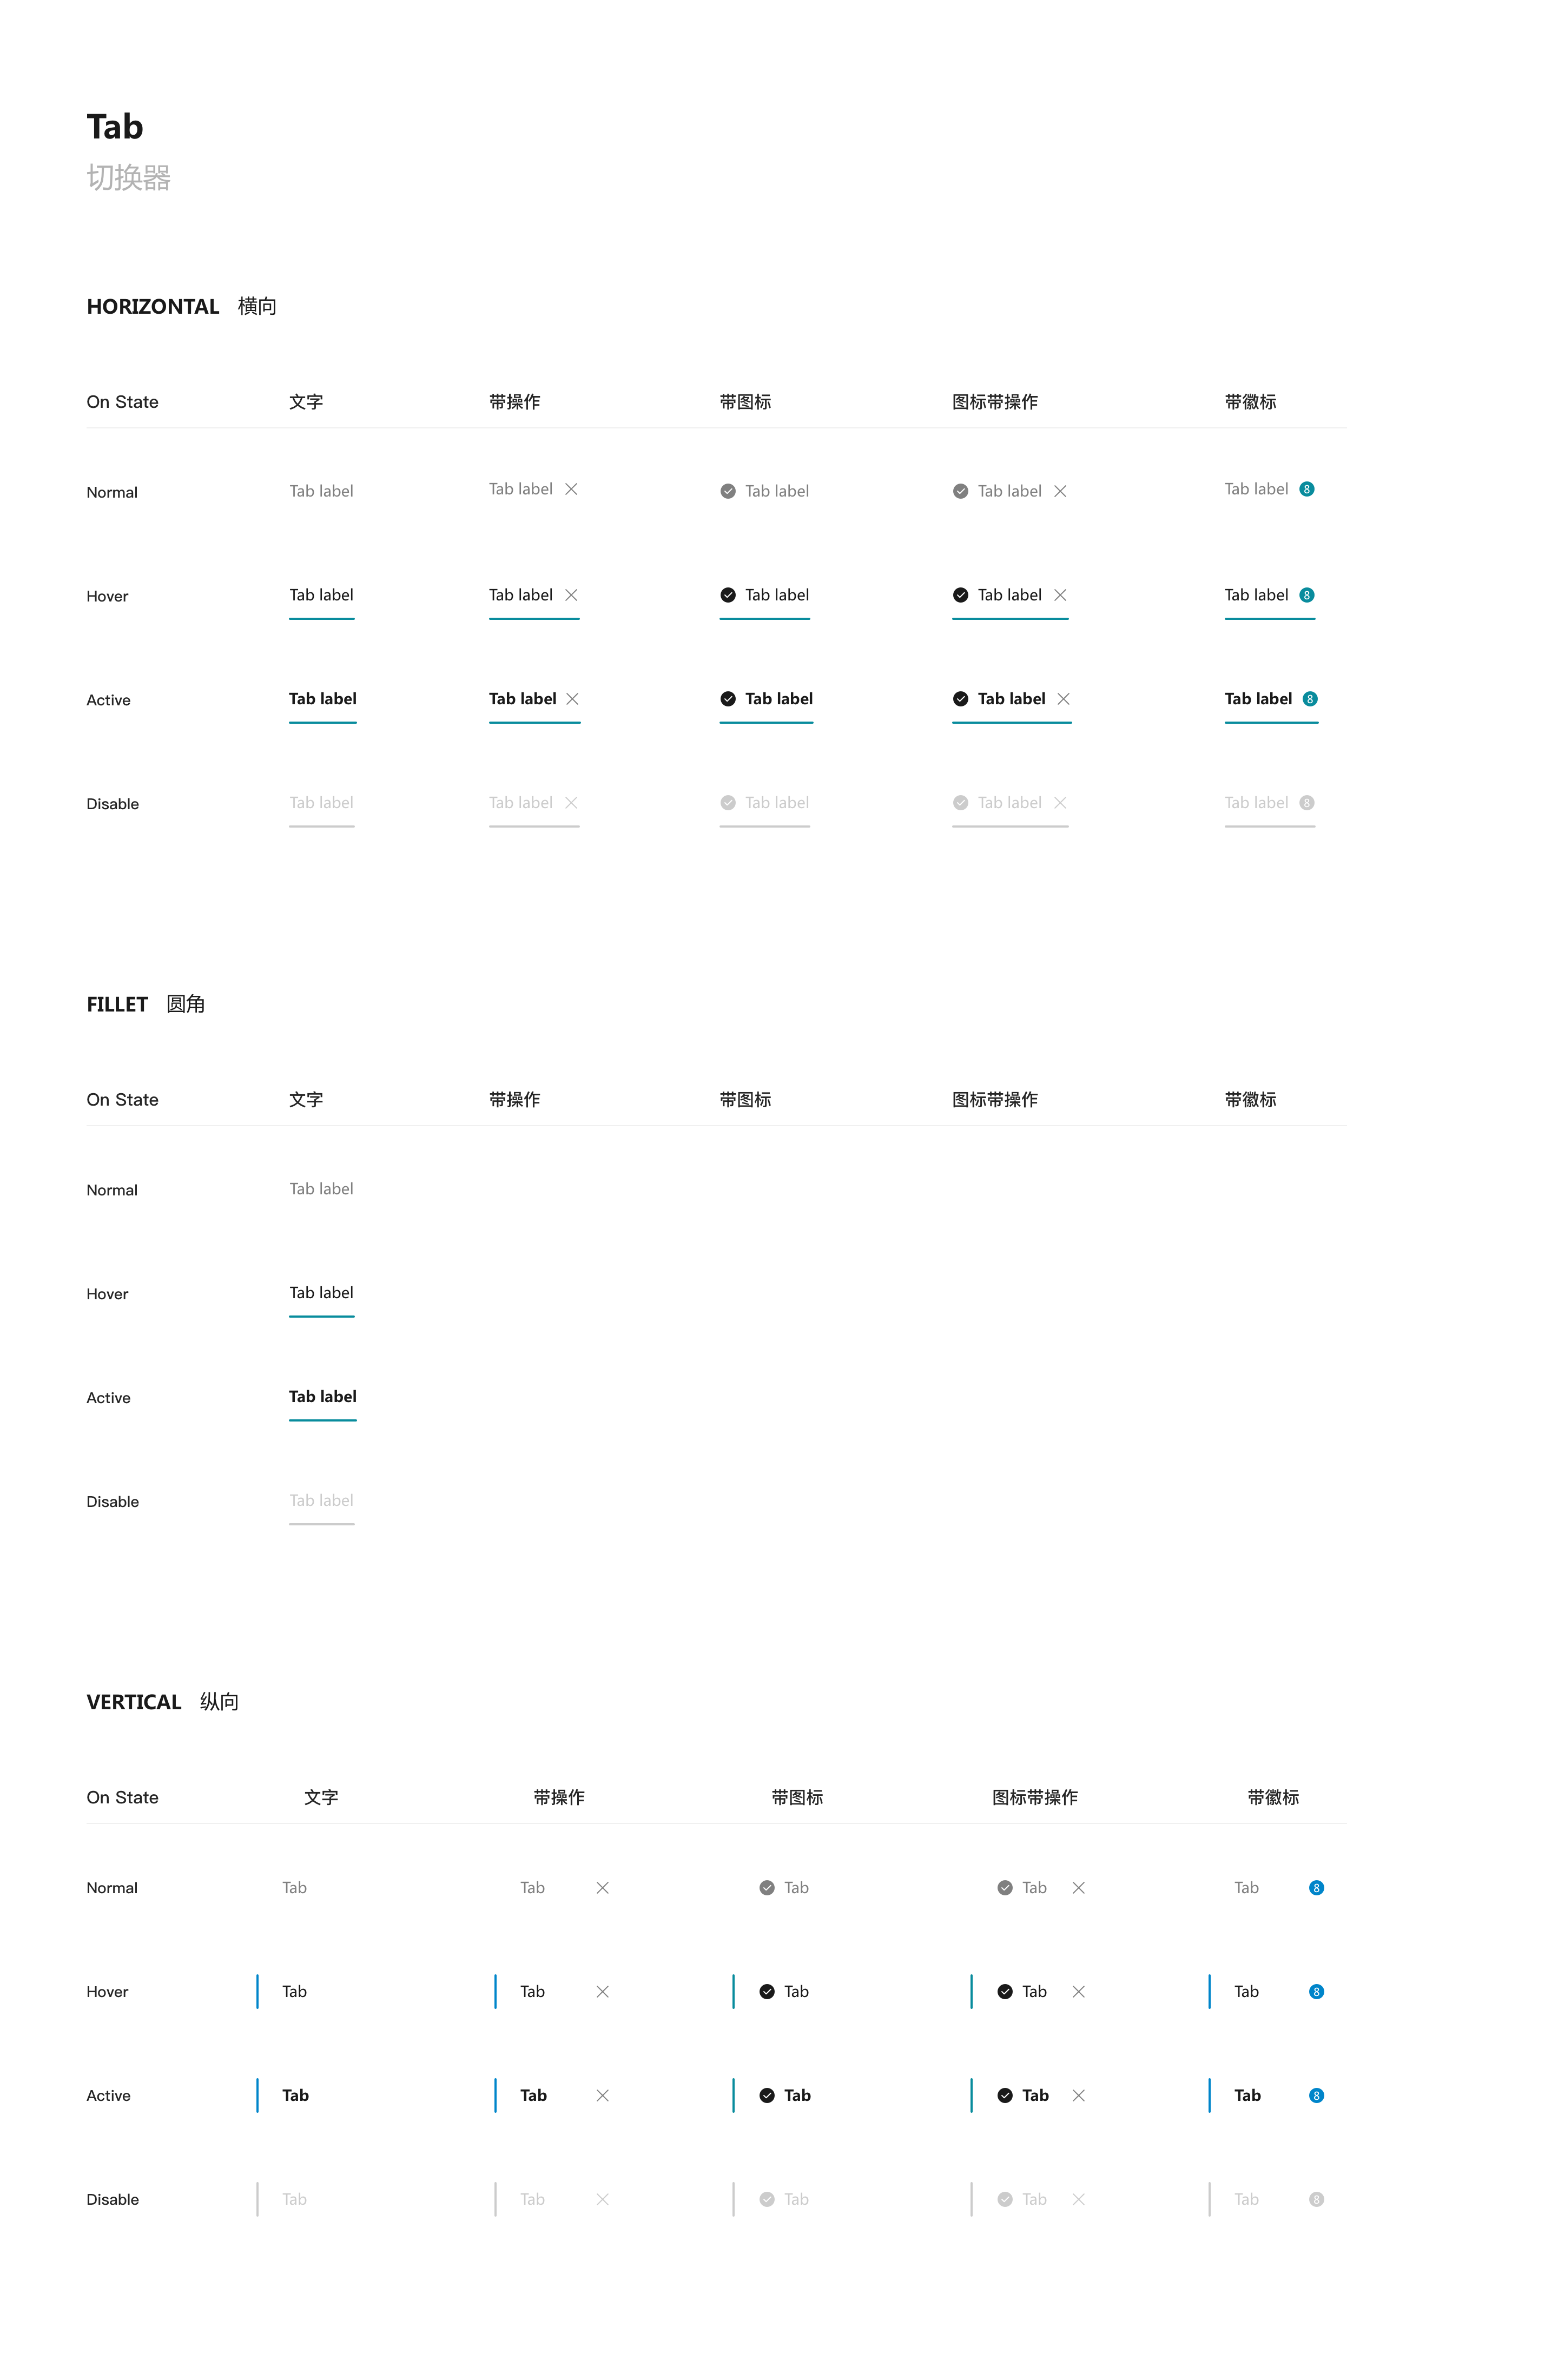 Tab
切换器
HORIZONTAL 横向
On State 文字 带操作 带图标 图标带操作 带徽标
Normal Tab label Tab label Tab label Tab label Tab label 8
Hover Tab label Tab label Tab label Tab label Tab label 8
Active Tab label Tab label Tab label Tab label Tab label 8
Disable Tab label Tab label Tab label Tab label Tab label 8
FILLET 圆角
On State 文字 带操作 带图标 图标带操作 带徽标
Normal Tab label
Hover Tab label
Active Tab label
Disable Tab label
VERTICAL 纵向
On State 文字 带操作 带图标 图标带操作 带徽标
Normal Tab Tab Tab Tab Tab 8
Hover Tab Tab Tab Tab Tab 8
Active Tab Tab Tab Tab Tab 8
Disable Tab Tab Tab Tab Tab 8